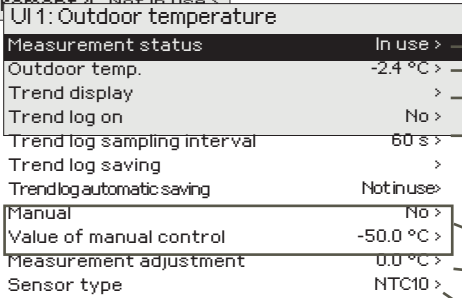 UI 1: Outdoor temperature
Measurement status In use >
Outdoor temp. -2.4 °C >
Trend display >
Trend log on No >
Trend log sampling interval 60 s >
Trend log saving >
Trend log automatic saving Not in use>
Manual No >
Value of manual control -50.0 °C >
Measurement adjustment 0.0 °C >
Sensor type NTC10 >